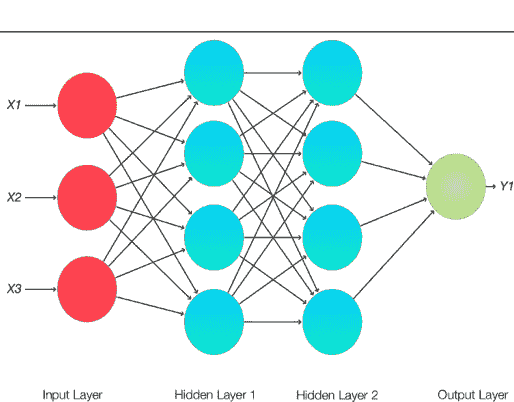 X1
X2
X3
Y1
Input Layer
Hidden Layer 1
Hidden Layer 2
Output Layer